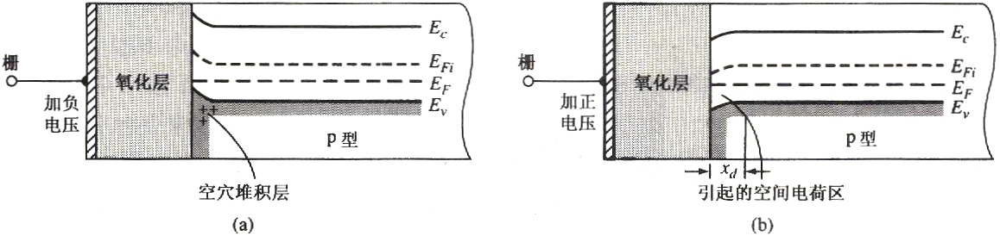 栅
加负
电压
氧化层
E_c
E_Fi
E_F
E_v
++
+
p 型
空穴堆积层
(a)
栅
加正
电压
氧化层
E_c
E_Fi
E_F
E_v
p 型
x_d
引起的空间电荷区
(b)